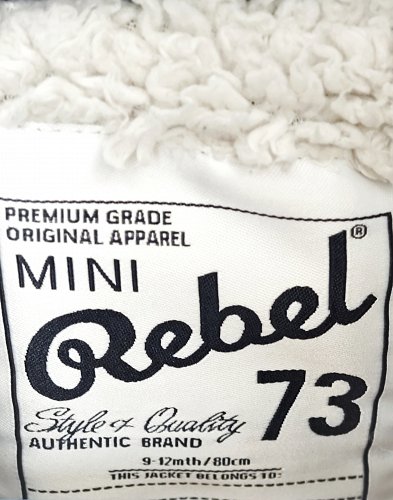 PREMIUM GRADE
ORIGINAL APPAREL
MINI
Rebel®
73
Style & Quality
AUTHENTIC BRAND
9-12mth/80cm
THIS JACKET BELONGS TO: